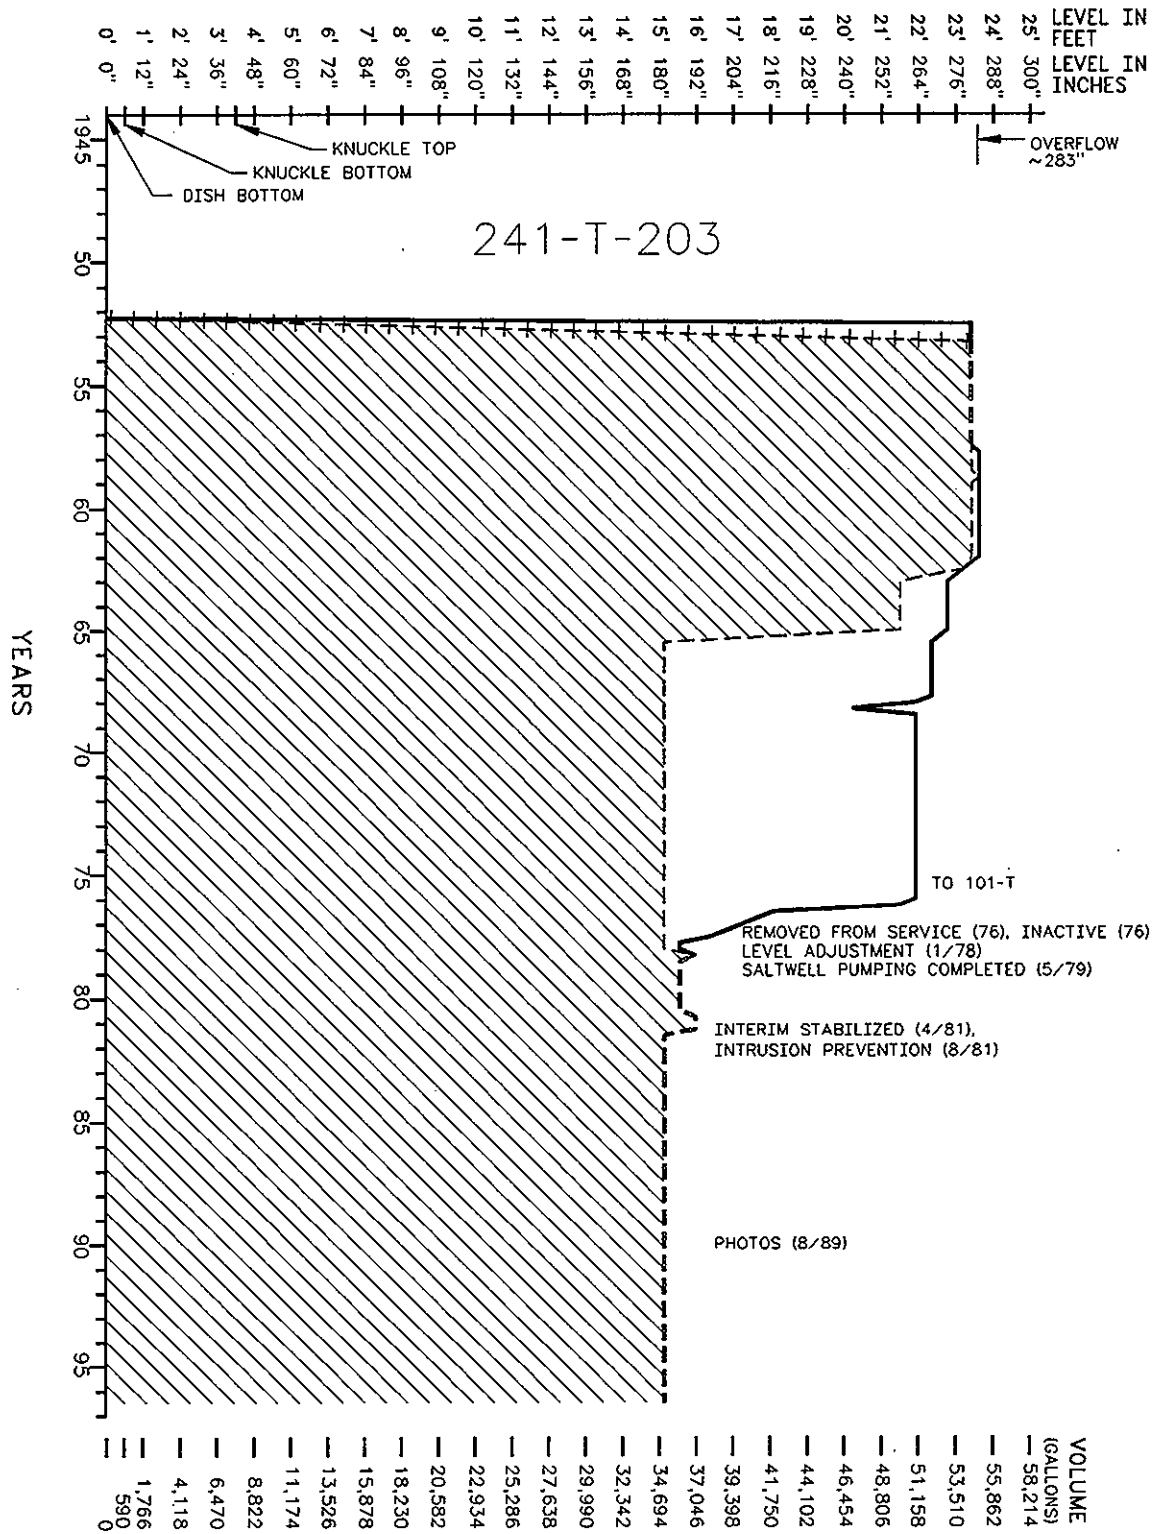 LEVEL IN
FEET
0' 1' 2' 3' 4' 5' 6' 7' 8' 9' 10' 11' 12' 13' 14' 15' 16' 17' 18' 19' 20' 21' 22' 23' 24' 25'
LEVEL IN
INCHES
0" 12" 24" 36" 48" 60" 72" 84" 96" 108" 120" 132" 144" 156" 168" 180" 192" 204" 216" 228" 240" 252" 264" 276" 288" 300"
KNUCKLE TOP
KNUCKLE BOTTOM
DISH BOTTOM
OVERFLOW
~283"
241-T-203
1945 50 55 60 65 70 75 80 85 90 95
YEARS
TO 101-T
REMOVED FROM SERVICE (76), INACTIVE (76)
LEVEL ADJUSTMENT (1/78)
SALTWELL PUMPING COMPLETED (5/79)
INTERIM STABILIZED (4/81),
INTRUSION PREVENTION (8/81)
PHOTOS (8/89)
VOLUME
(GALLONS)
0 590 1,766 4,118 6,470 8,822 11,174 13,526 15,878 18,230 20,582 22,934 25,286 27,638 29,990 32,342 34,694 37,046 39,398 41,750 44,102 46,454 48,806 51,158 53,510 55,862 58,214